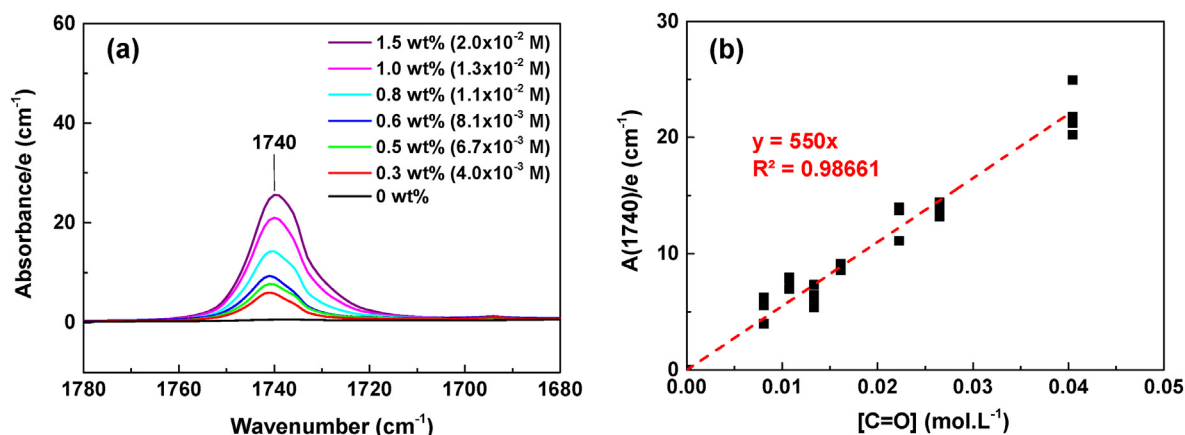 (a)
60
40
20
0
Absorbance/e (cm⁻¹)
1740
1.5 wt% (2.0x10⁻² M)
1.0 wt% (1.3x10⁻² M)
0.8 wt% (1.1x10⁻² M)
0.6 wt% (8.1x10⁻³ M)
0.5 wt% (6.7x10⁻³ M)
0.3 wt% (4.0x10⁻³ M)
0 wt%
1780 1760 1740 1720 1700 1680
Wavenumber (cm⁻¹)
(b)
30
20
10
0
A(1740)/e (cm⁻¹)
y = 550x
R² = 0.98661
0.00 0.01 0.02 0.03 0.04 0.05
[C=O] (mol.L⁻¹)